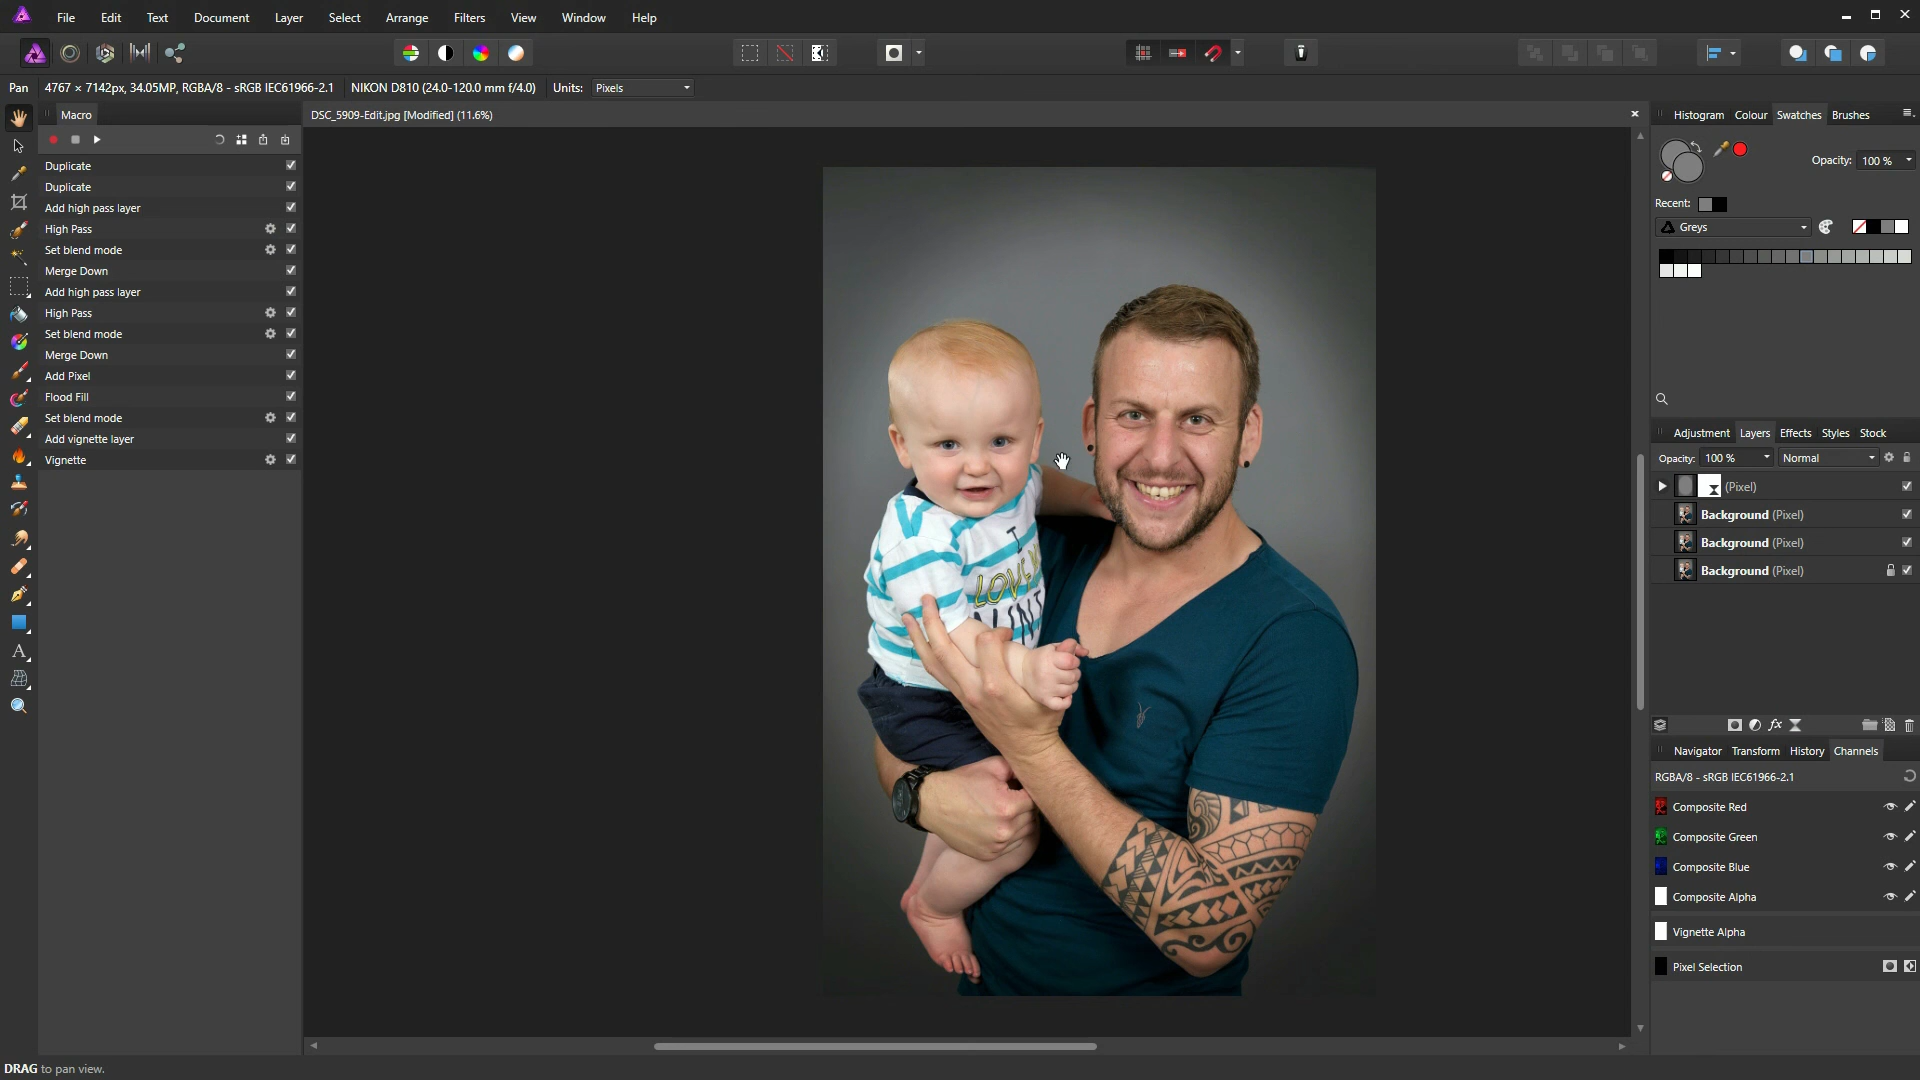 File Edit Text Document Layer Select Arrange Filters View Window Help
Pan 4767 × 7142px, 34.05MP, RGBA/8 - sRGB IEC61966-2.1 NIKON D810 (24.0-120.0 mm f/4.0) Units: Pixels
Macro
Duplicate
Duplicate
Add high pass layer
High Pass
Set blend mode
Merge Down
Add high pass layer
High Pass
Set blend mode
Merge Down
Add Pixel
Flood Fill
Set blend mode
Add vignette layer
Vignette
DSC_5909-Edit.jpg [Modified] (11.6%)
I
LOVE
Histogram Colour Swatches Brushes
Opacity: 100 %
Recent:
Greys
Adjustment Layers Effects Styles Stock
Opacity: 100 % Normal
(Pixel)
Background (Pixel)
Background (Pixel)
Background (Pixel)
Navigator Transform History Channels
RGBA/8 - sRGB IEC61966-2.1
Composite Red
Composite Green
Composite Blue
Composite Alpha
Vignette Alpha
Pixel Selection
DRAG to pan view.